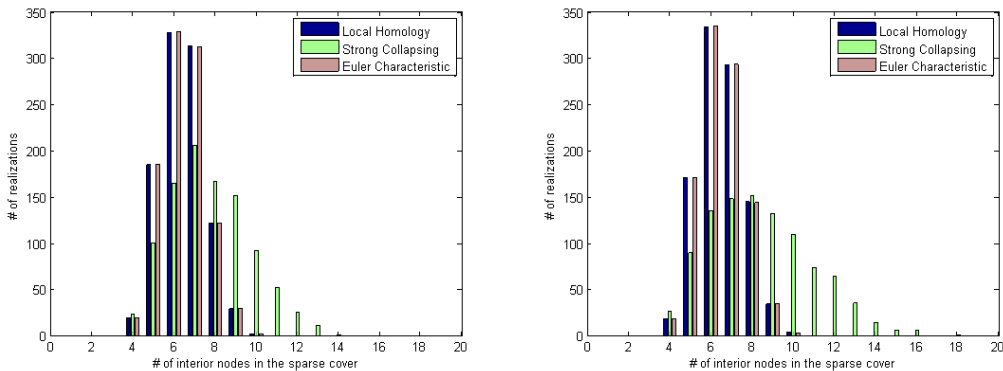 350
300
250
200
150
100
50
0
# of realizations
Local Homology
Strong Collapsing
Euler Characteristic
0 2 4 6 8 10 12 14 16 18 20
# of interior nodes in the sparse cover
350
300
250
200
150
100
50
0
# of realizations
Local Homology
Strong Collapsing
Euler Characteristic
0 2 4 6 8 10 12 14 16 18 20
# of interior nodes in the sparse cover